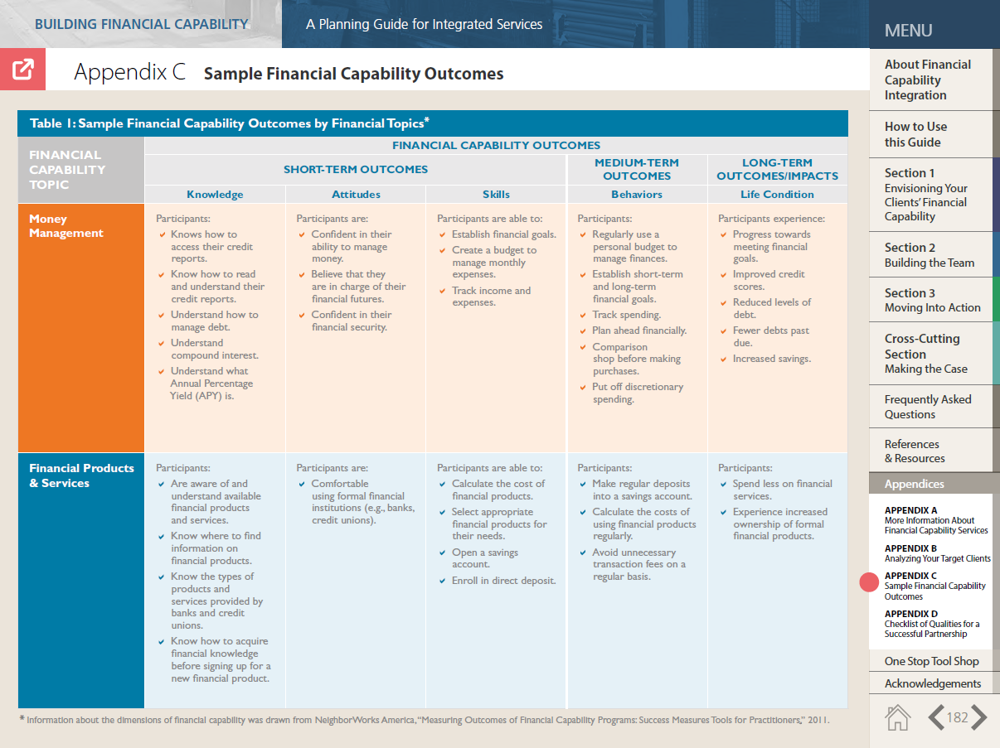 BUILDING FINANCIAL CAPABILITY
A Planning Guide for Integrated Services
Appendix C Sample Financial Capability Outcomes
Table 1: Sample Financial Capability Outcomes by Financial Topics*
FINANCIAL
CAPABILITY
TOPIC
FINANCIAL CAPABILITY OUTCOMES
SHORT-TERM OUTCOMES
MEDIUM-TERM
OUTCOMES
LONG-TERM
OUTCOMES/IMPACTS
Knowledge
Attitudes
Skills
Behaviors
Life Condition
Money
Management
Participants:
Knows how to
access their credit
reports.
Know how to read
and understand their
credit reports.
Understand how to
manage debt.
Understand
compound interest.
Understand what
Annual Percentage
Yield (APY) is.
Participants are:
Confident in their
ability to manage
money.
Believe that they
are in charge of their
financial futures.
Confident in their
financial security.
Participants are able to:
Establish financial goals.
Create a budget to
manage monthly
expenses.
Track income and
expenses.
Participants:
Regularly use a
personal budget to
manage finances.
Establish short-term
and long-term
financial goals.
Track spending.
Plan ahead financially.
Comparison
shop before making
purchases.
Put off discretionary
spending.
Participants experience:
Progress towards
meeting financial
goals.
Improved credit
scores.
Reduced levels of
debt.
Fewer debts past
due.
Increased savings.
Financial Products
& Services
Participants:
Are aware of and
understand available
financial products
and services.
Know where to find
information on
financial products.
Know the types of
products and
services provided by
banks and credit
unions.
Know how to acquire
financial knowledge
before signing up for a
new financial product.
Participants are:
Comfortable
using formal financial
institutions (e.g., banks,
credit unions).
Participants are able to:
Calculate the cost of
financial products.
Select appropriate
financial products for
their needs.
Open a savings
account.
Enroll in direct deposit.
Participants:
Make regular deposits
into a savings account.
Calculate the costs of
using financial products
regularly.
Avoid unnecessary
transaction fees on a
regular basis.
Participants:
Spend less on financial
services.
Experience increased
ownership of formal
financial products.
* Information about the dimensions of financial capability was drawn from NeighborWorks America, “Measuring Outcomes of Financial Capability Programs: Success Measures Tools for Practitioners,” 2011.
MENU
About Financial
Capability
Integration
How to Use
this Guide
Section 1
Envisioning Your
Clients’ Financial
Capability
Section 2
Building the Team
Section 3
Moving Into Action
Cross-Cutting
Section
Making the Case
Frequently Asked
Questions
References
& Resources
Appendices
APPENDIX A
More Information About
Financial Capability Services
APPENDIX B
Analyzing Your Target Clients
APPENDIX C
Sample Financial Capability
Outcomes
APPENDIX D
Checklist of Qualities for a
Successful Partnership
One Stop Tool Shop
Acknowledgements
182